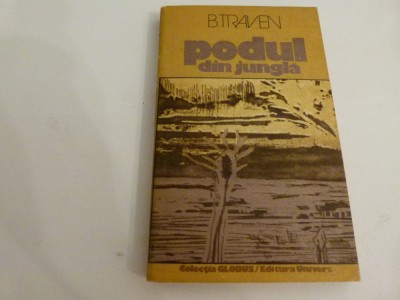 B.TRAVEN
podul
din junglă
Colecția GLOBUS / Editura Univers